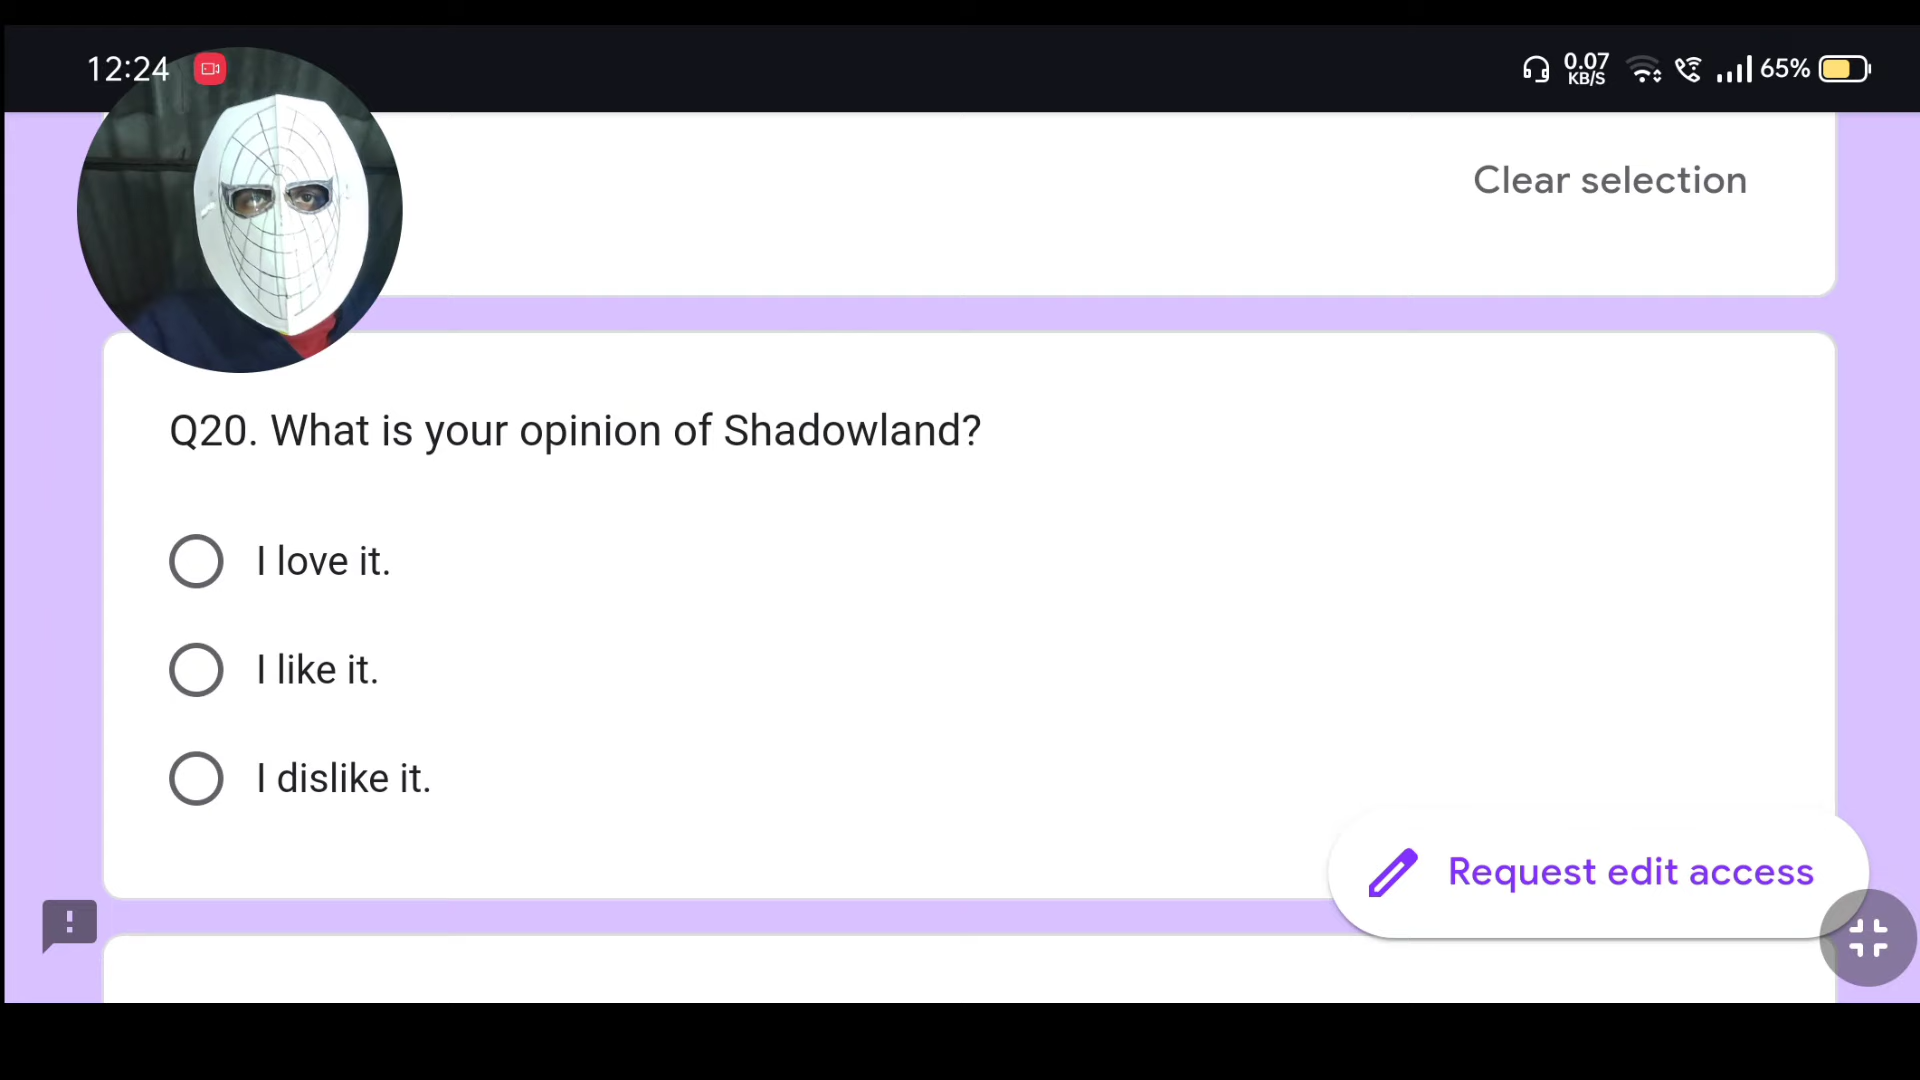 12:24
0.07
KB/S
65%
Clear selection
Q20. What is your opinion of Shadowland?
I love it.
I like it.
I dislike it.
Request edit access